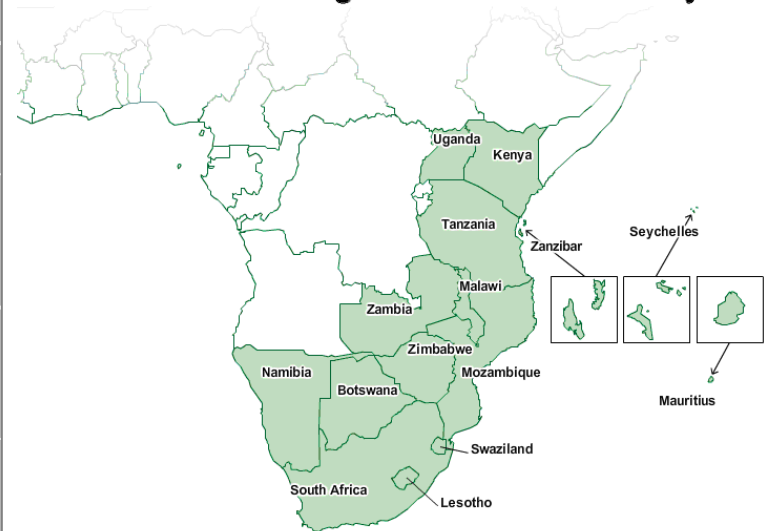 Uganda
Kenya
Tanzania
Seychelles
Zanzibar
Malawi
Zambia
Zimbabwe
Namibia
Mozambique
Botswana
Mauritius
Swaziland
South Africa
Lesotho